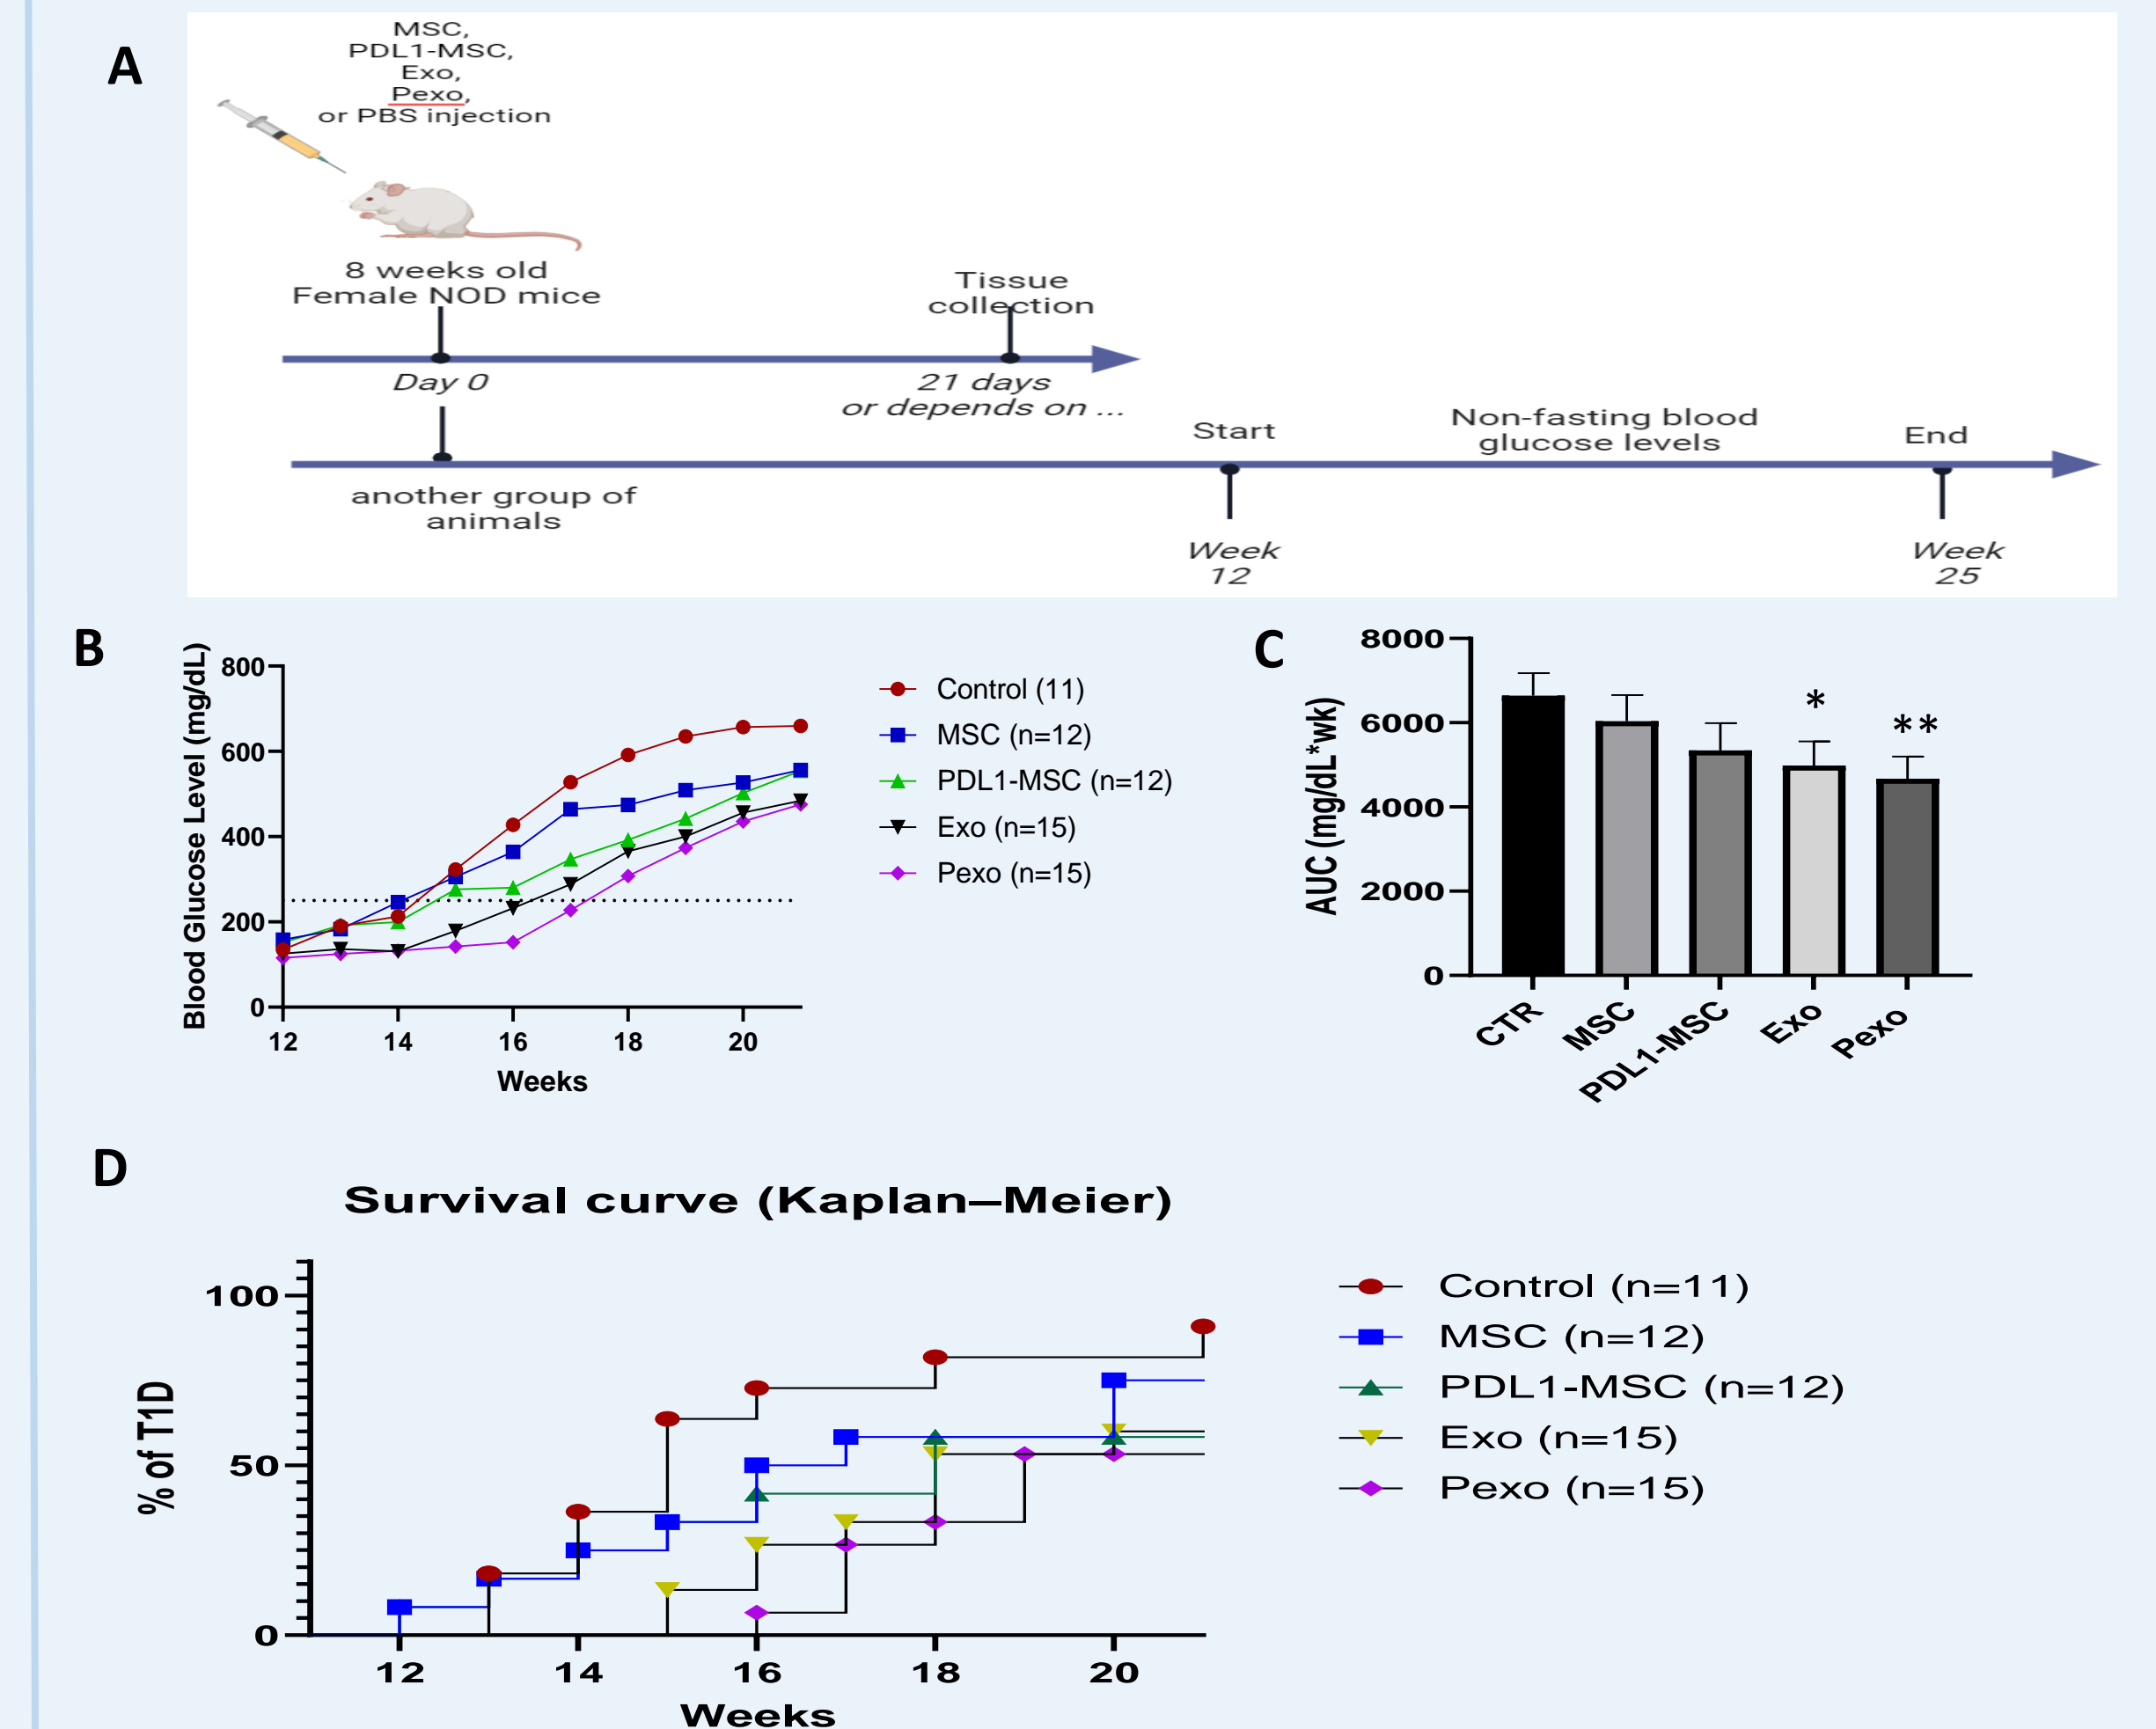 A
MSC,
PDL1-MSC,
Exo,
Pexo,
or PBS injection
8 weeks old
Female NOD mice
Tissue
collection
Day 0
21 days
or depends on ...
Start
Non-fasting blood
glucose levels
End
another group of
animals
Week
12
Week
25
B
Blood Glucose Level (mg/dL)
800
600
400
200
0
12
14
16
18
20
Weeks
Control (11)
MSC (n=12)
PDL1-MSC (n=12)
Exo (n=15)
Pexo (n=15)
C
AUC (mg/dL*wk)
8000
6000
4000
2000
0
*
**
CTR
MSC
PDL1-MSC
Exo
Pexo
D
Survival curve (Kaplan–Meier)
% of T1D
100
50
0
12
14
16
18
20
Weeks
Control (n=11)
MSC (n=12)
PDL1-MSC (n=12)
Exo (n=15)
Pexo (n=15)